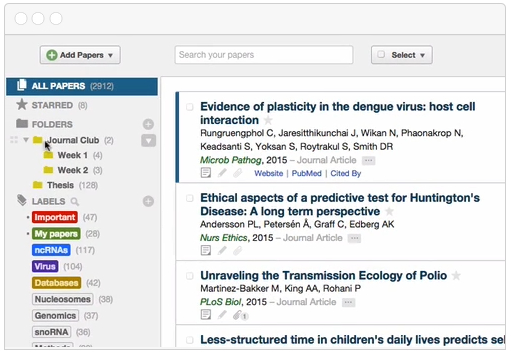 Add Papers
Search your papers
Select
ALL PAPERS (2912)
STARRED (8)
FOLDERS
Journal Club (2)
Week 1 (4)
Week 2 (3)
Thesis (128)
LABELS
Important (47)
My papers (28)
ncRNAs (117)
Virus (104)
Databases (42)
Nucleosomes (38)
Genomics (37)
snoRNA (36)
Evidence of plasticity in the dengue virus: host cell
interaction
Rungruengphol C, Jaresitthikunchai J, Wikan N, Phaonakrop N,
Keadsanti S, Yoksan S, Roytrakul S, Smith DR
Microb Pathog, 2015 – Journal Article
Website | PubMed | Cited By
Ethical aspects of a predictive test for Huntington's
Disease: A long term perspective
Andersson PL, Petersén Å, Graff C, Edberg AK
Nurs Ethics, 2015 – Journal Article
Unraveling the Transmission Ecology of Polio
Martinez-Bakker M, King AA, Rohani P
PLoS Biol, 2015 – Journal Article
1
Less-structured time in children's daily lives predicts